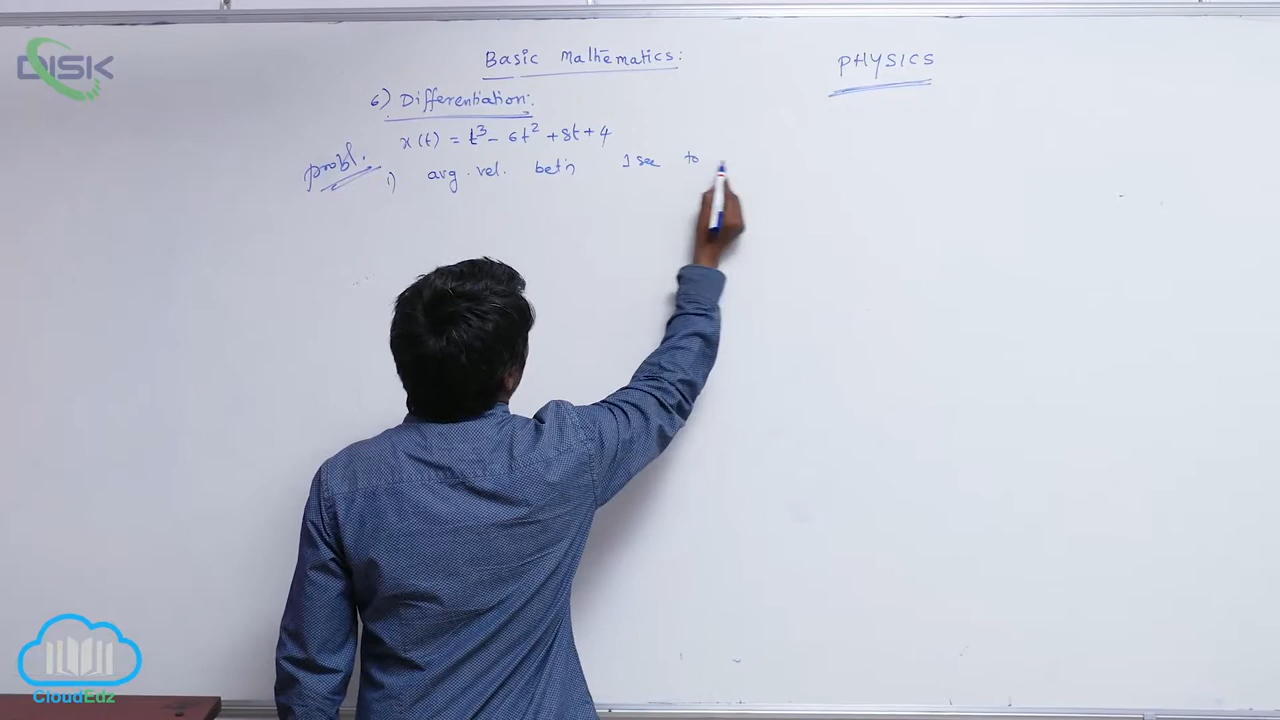 DISK
Basic Mathematics:
PHYSICS
6) Differentiation:
x(t) = t³ - 6t² + 8t + 4
probl.
1) avg. vel. bet'n 1 sec to
CloudEdz